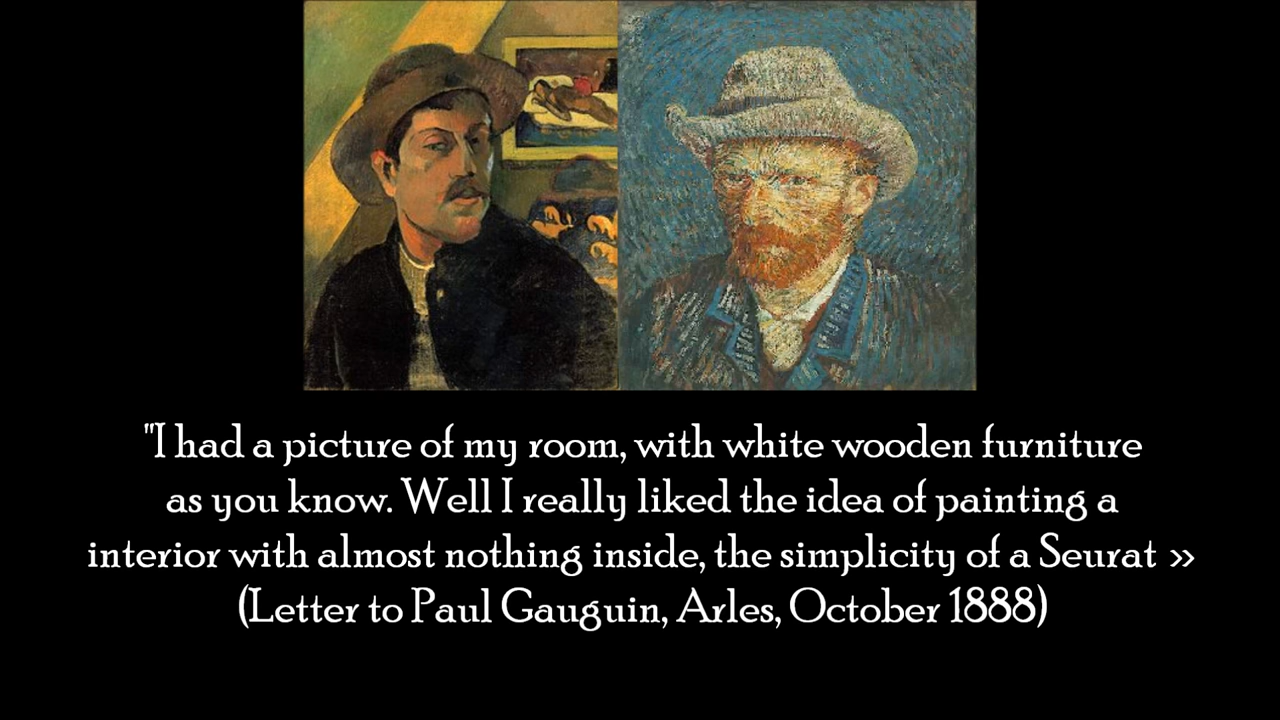 "I had a picture of my room, with white wooden furniture
as you know. Well I really liked the idea of painting a
interior with almost nothing inside, the simplicity of a Seurat »
(Letter to Paul Gauguin, Arles, October 1888)